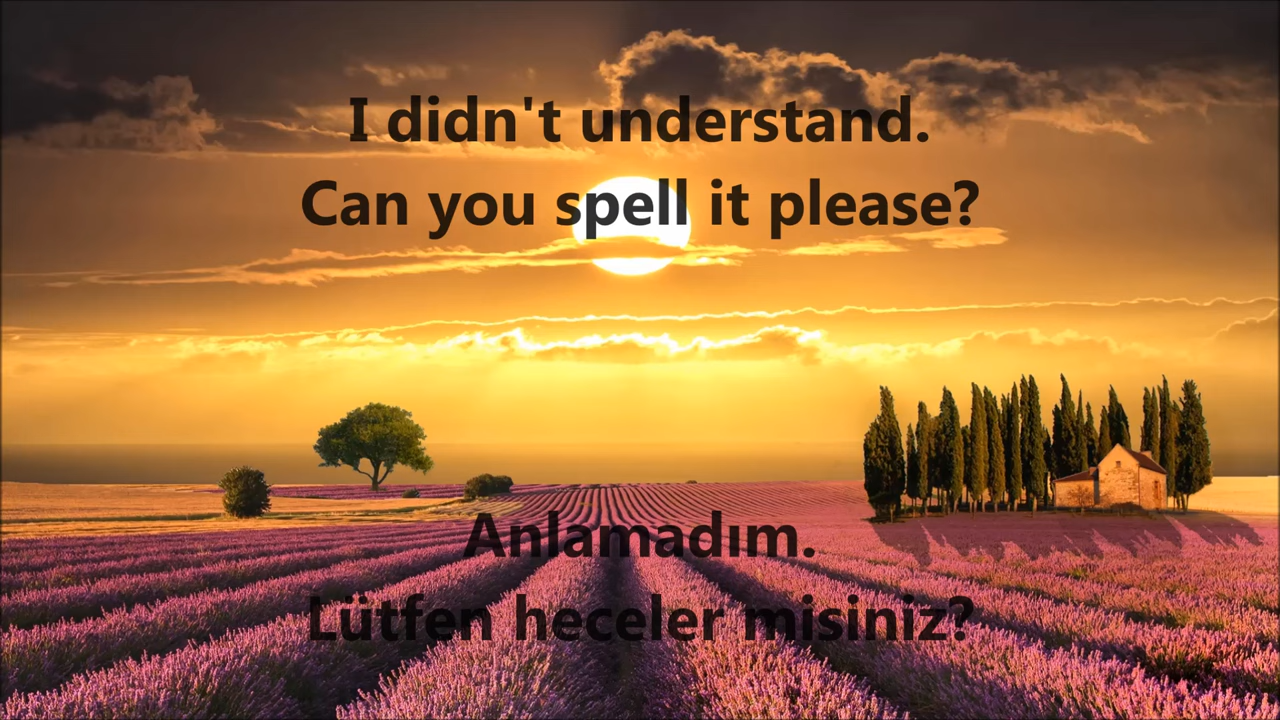 I didn't understand.
Can you spell it please?
Anlamadım.
Lütfen heceler misiniz?